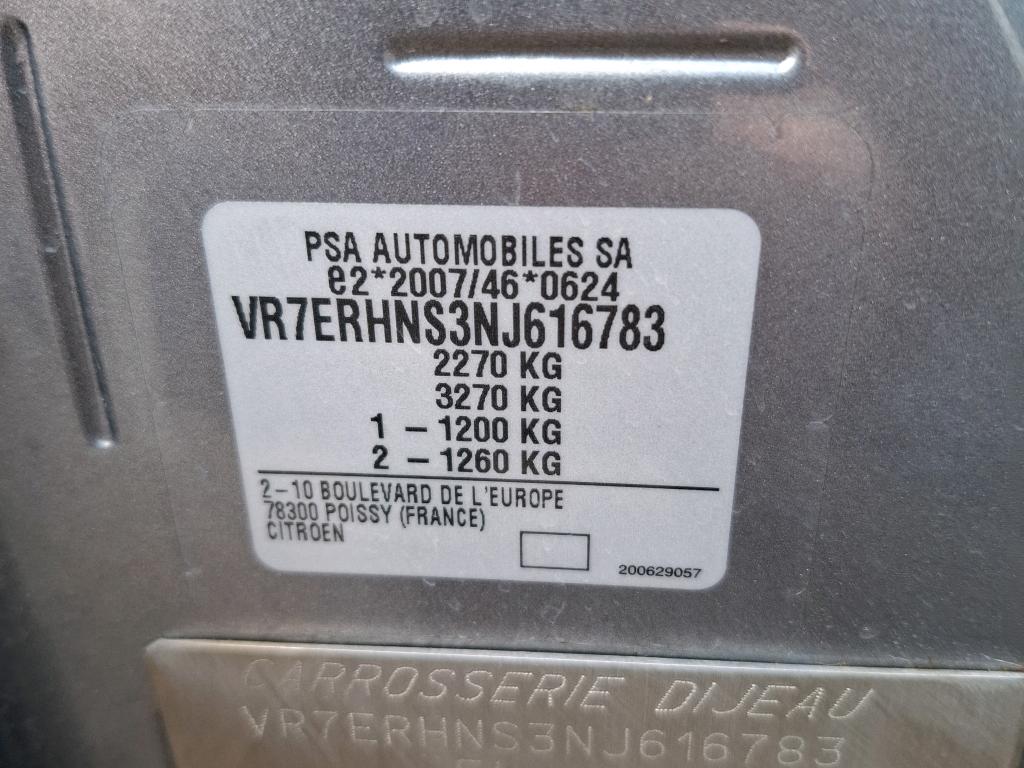 PSA AUTOMOBILES SA
e2*2007/46*0624
VR7ERHNS3NJ616783
2270 KG
3270 KG
1 - 1200 KG
2 - 1260 KG
2-10 BOULEVARD DE L'EUROPE
78300 POISSY (FRANCE)
CITROEN
200629057
CARROSSERIE DIJEAU
VR7ERHNS3NJ616783